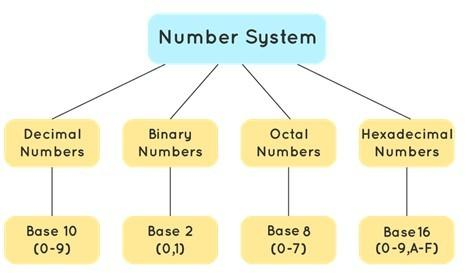 Number System
Decimal
Numbers
Binary
Numbers
Octal
Numbers
Hexadecimal
Numbers
Base 10
(0-9)
Base 2
(0,1)
Base 8
(0-7)
Base16
(0-9,A-F)